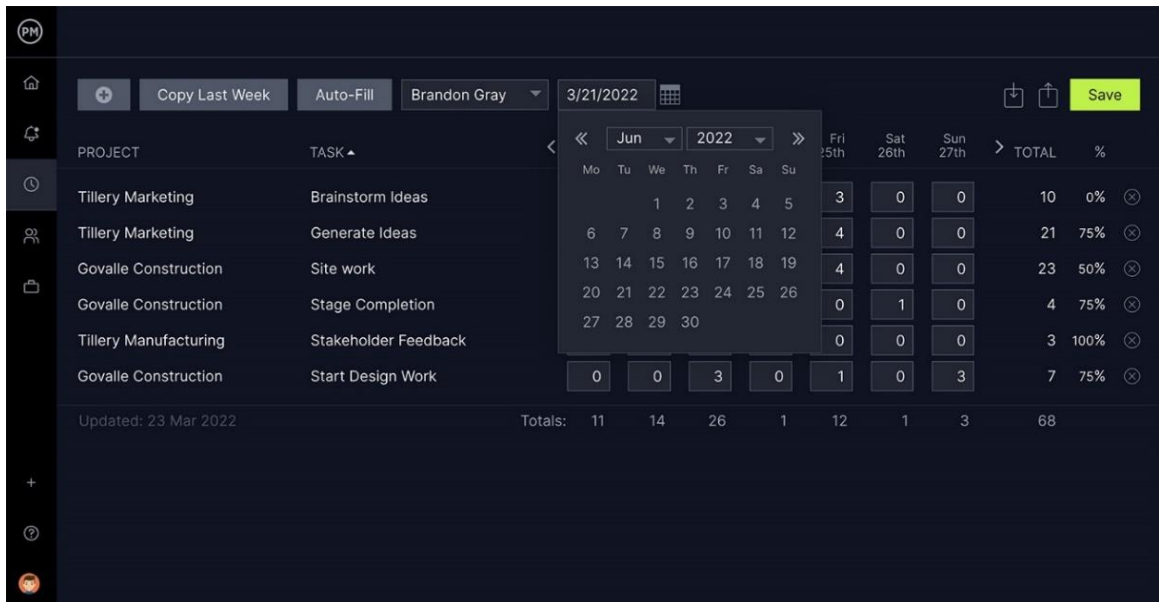 PM
Copy Last Week Auto-Fill Brandon Gray 3/21/2022 Save
PROJECT TASK Fri 25th Sat 26th Sun 27th TOTAL %
Jun 2022
Mo Tu We Th Fr Sa Su
1 2 3 4 5
6 7 8 9 10 11 12
13 14 15 16 17 18 19
20 21 22 23 24 25 26
27 28 29 30
Tillery Marketing Brainstorm Ideas 3 0 0 10 0%
Tillery Marketing Generate Ideas 4 0 0 21 75%
Govalle Construction Site work 4 0 0 23 50%
Govalle Construction Stage Completion 0 1 0 4 75%
Tillery Manufacturing Stakeholder Feedback 0 0 0 3 100%
Govalle Construction Start Design Work 0 0 3 0 1 0 3 7 75%
Updated: 23 Mar 2022 Totals: 11 14 26 1 12 1 3 68